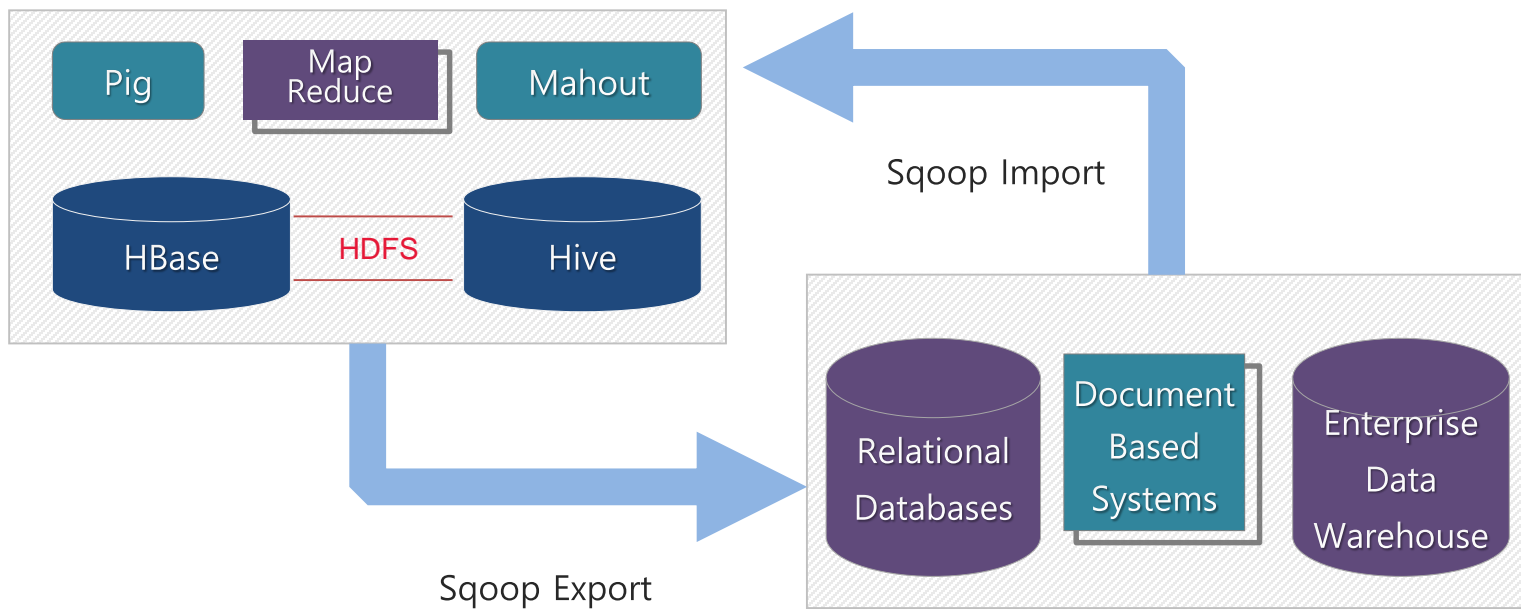 Pig
Map
Reduce
Mahout
HBase
HDFS
Hive
Sqoop Import
Relational
Databases
Document
Based
Systems
Enterprise
Data
Warehouse
Sqoop Export